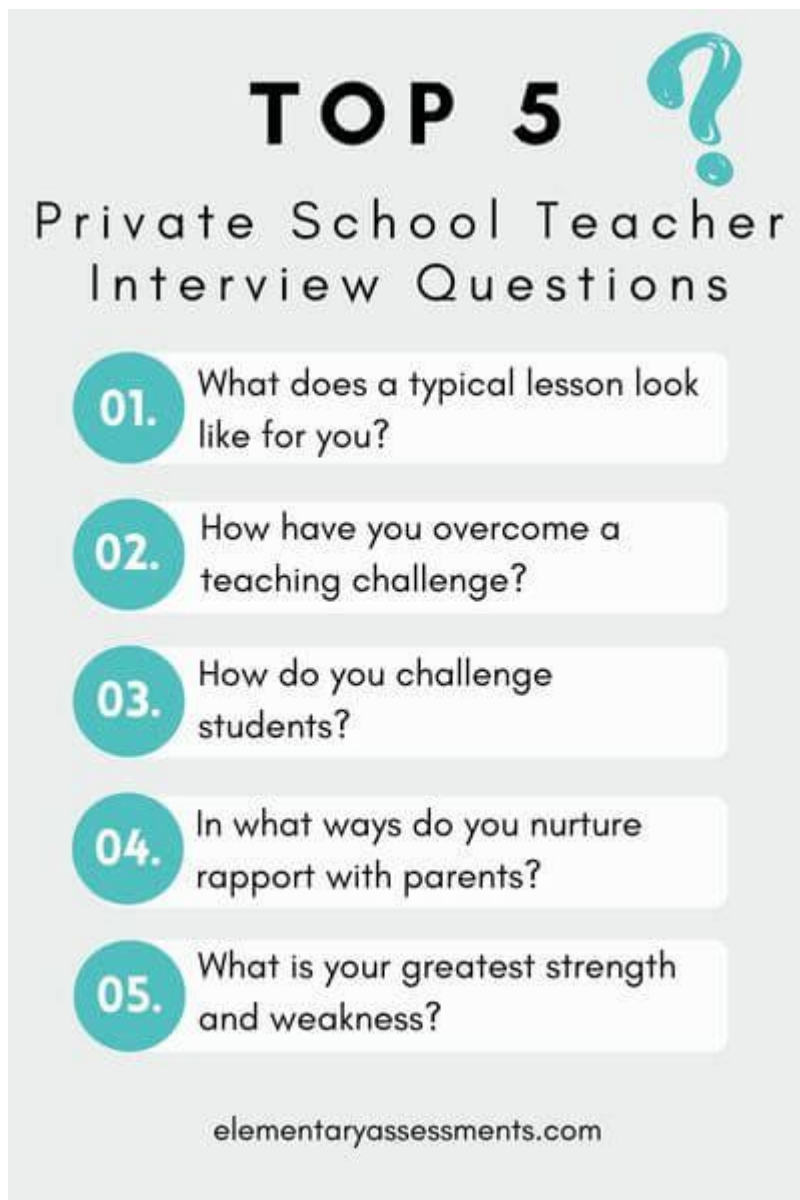 TOP 5
Private School Teacher
Interview Questions
01. What does a typical lesson look
like for you?
02. How have you overcome a
teaching challenge?
03. How do you challenge
students?
04. In what ways do you nurture
rapport with parents?
05. What is your greatest strength
and weakness?
elementaryassessments.com